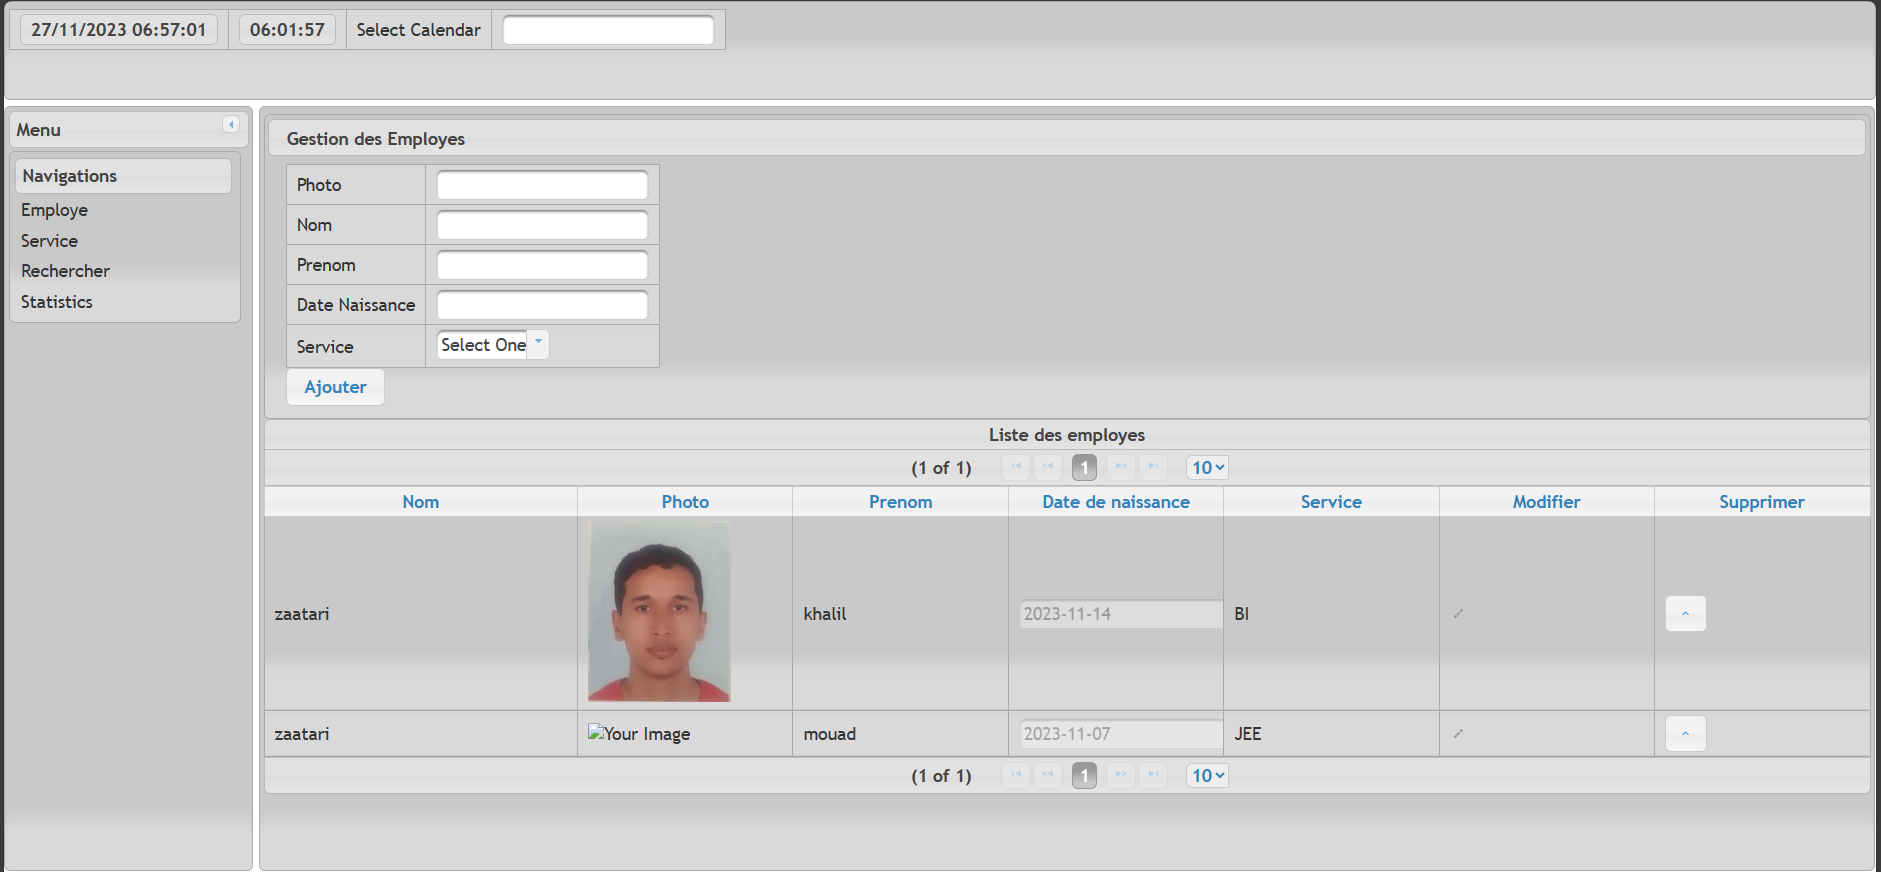 27/11/2023 06:57:01 06:01:57 Select Calendar
Menu
Navigations
Employe
Service
Rechercher
Statistics
Gestion des Employes
Photo
Nom
Prenom
Date Naissance
Service Select One
Ajouter
Liste des employes
(1 of 1) 1 10
Nom Photo Prenom Date de naissance Service Modifier Supprimer
zaatari khalil 2023-11-14 BI
zaatari Your Image mouad 2023-11-07 JEE
(1 of 1) 1 10